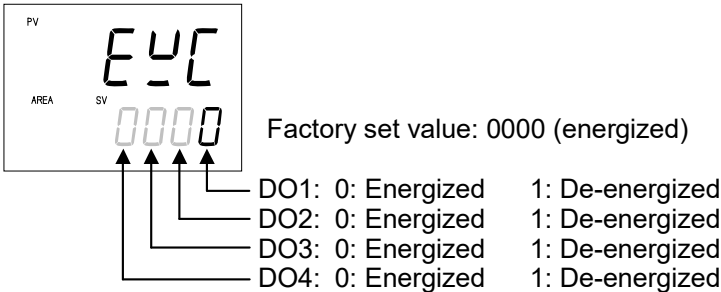 PV
EXC
AREA SV
0000
Factory set value: 0000 (energized)
DO1: 0: Energized 1: De-energized
DO2: 0: Energized 1: De-energized
DO3: 0: Energized 1: De-energized
DO4: 0: Energized 1: De-energized